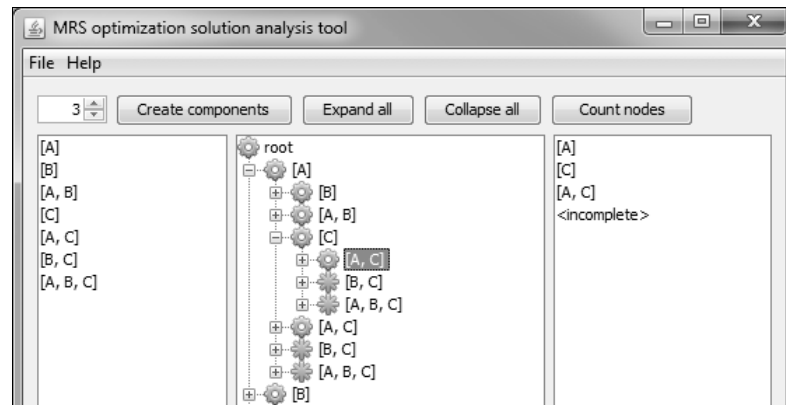 MRS optimization solution analysis tool
File Help
3 Create components Expand all Collapse all Count nodes
[A]
[B]
[A, B]
[C]
[A, C]
[B, C]
[A, B, C]
root
[A]
[B]
[A, B]
[C]
[A, C]
[B, C]
[A, B, C]
[A, C]
[B, C]
[A, B, C]
[B]
[A]
[C]
[A, C]
<incomplete>